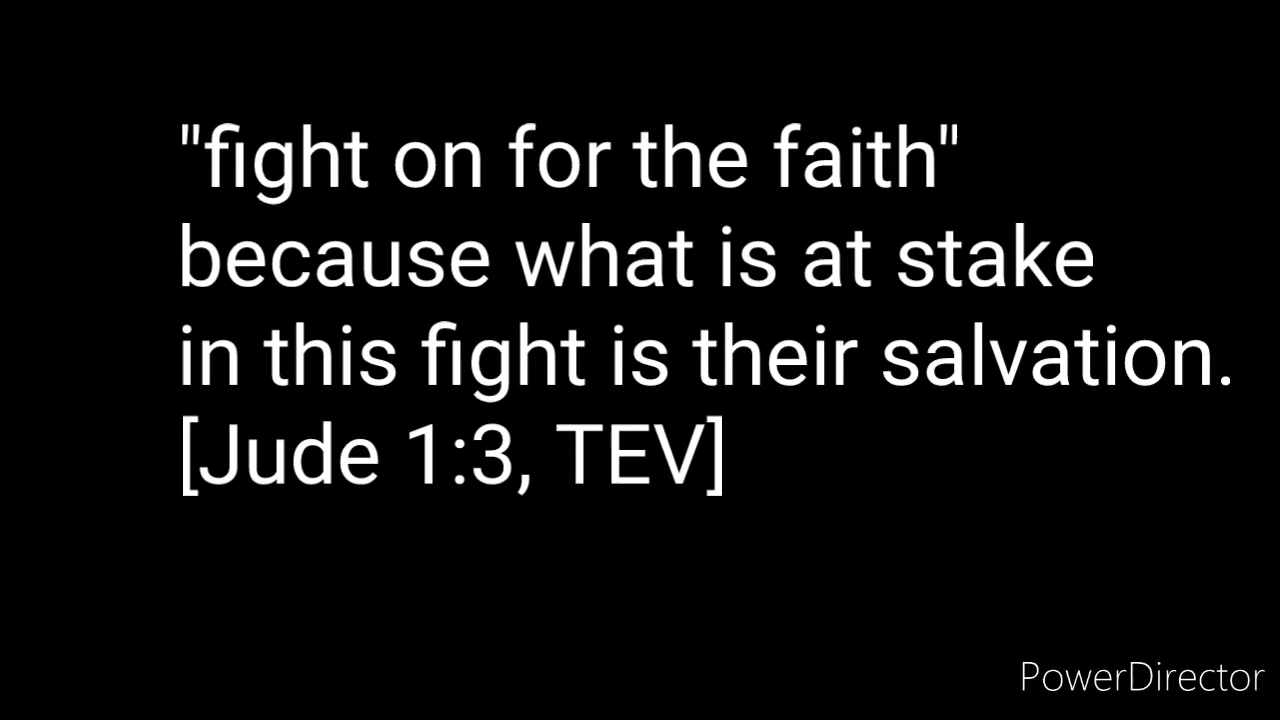 "fight on for the faith"
because what is at stake
in this fight is their salvation.
[Jude 1:3, TEV]
PowerDirector